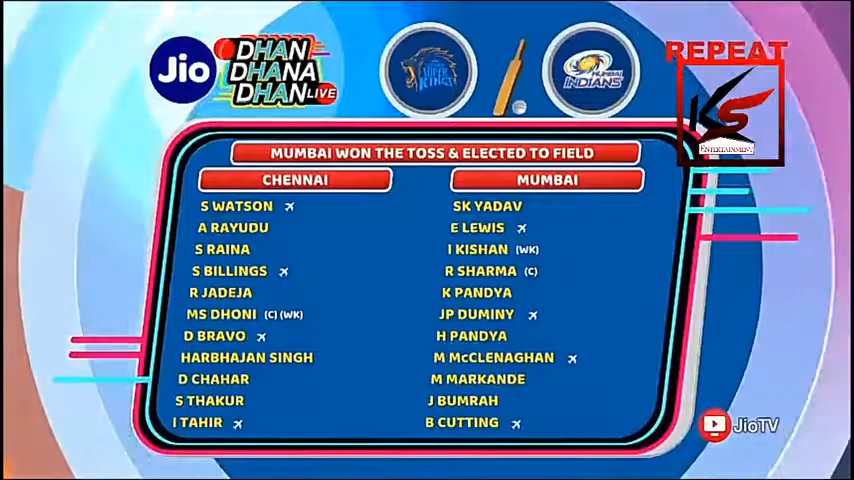 Jio
DHAN
DHANA
DHAN LIVE
SUPER
KINGS
MUMBAI
INDIANS
REPEAT
KS
ENTERTAINMENT
MUMBAI WON THE TOSS & ELECTED TO FIELD
CHENNAI
S WATSON
A RAYUDU
S RAINA
S BILLINGS
R JADEJA
MS DHONI (C) (WK)
D BRAVO
HARBHAJAN SINGH
D CHAHAR
S THAKUR
I TAHIR
MUMBAI
SK YADAV
E LEWIS
I KISHAN (WK)
R SHARMA (C)
K PANDYA
JP DUMINY
H PANDYA
M McCLENAGHAN
M MARKANDE
J BUMRAH
B CUTTING
JioTV